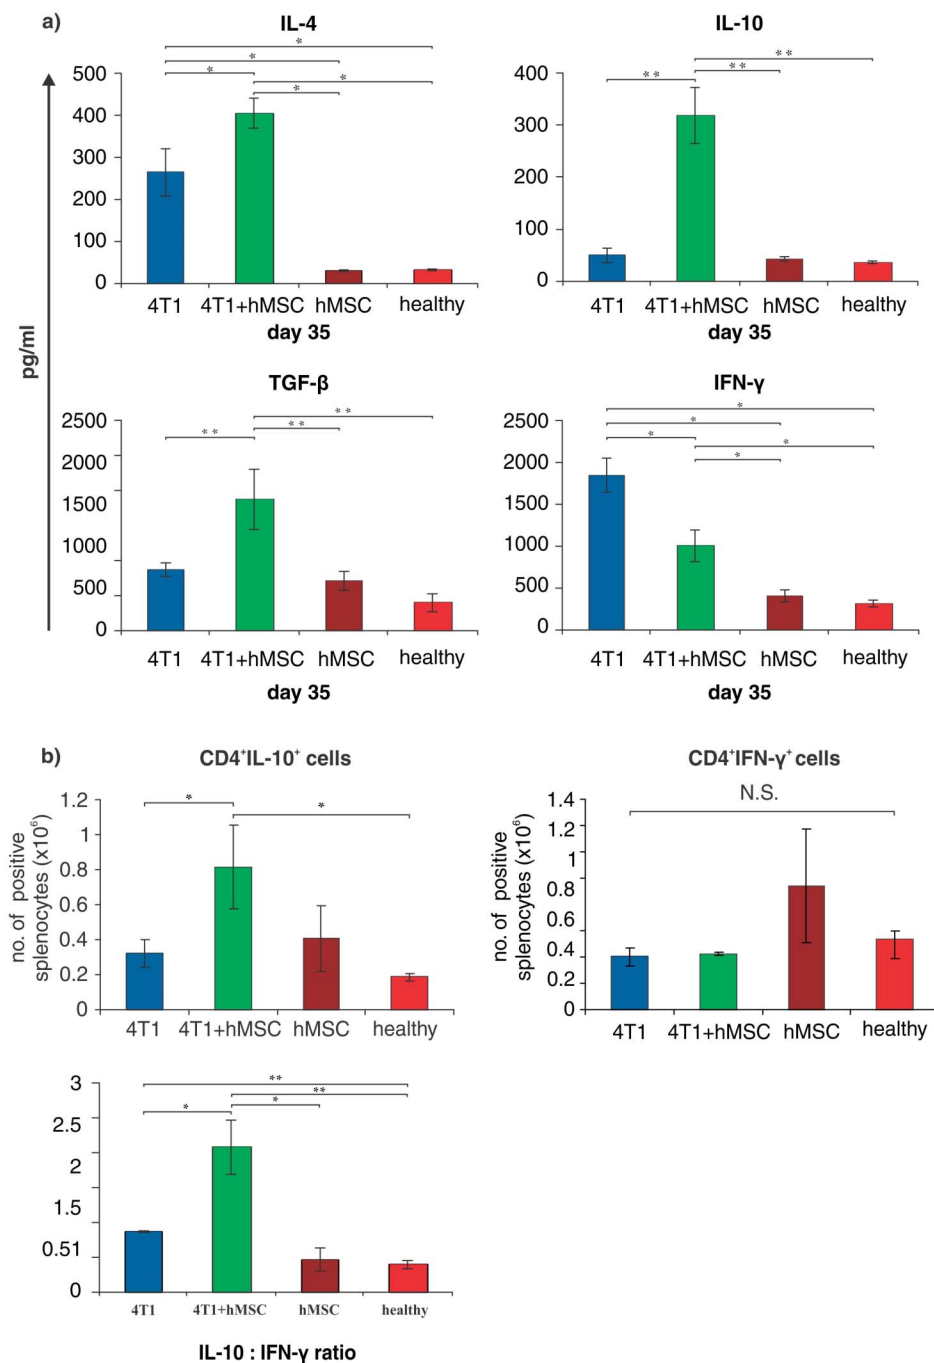 a)
IL-4
*
*
*
*
*
500
400
300
200
100
0
4T1 4T1+hMSC hMSC healthy
day 35
IL-10
**
**
**
400
300
200
100
0
4T1 4T1+hMSC hMSC healthy
day 35
pg/ml
TGF-β
**
**
**
2500
2000
1500
1000
500
0
4T1 4T1+hMSC hMSC healthy
day 35
IFN-γ
*
*
*
*
*
2500
2000
1500
1000
500
0
4T1 4T1+hMSC hMSC healthy
day 35
b)
CD4⁺IL-10⁺ cells
*
*
no. of positive
splenocytes (x10⁶)
1.2
1
0.8
0.6
0.4
0.2
0
4T1 4T1+hMSC hMSC healthy
CD4⁺IFN-γ⁺ cells
N.S.
no. of positive
splenocytes (x10⁶)
1.4
1.2
1
0.8
0.6
0.4
0.2
0
4T1 4T1+hMSC hMSC healthy
**
**
*
*
3
2.5
2
1.5
0.51
0
4T1 4T1+hMSC hMSC healthy
IL-10 : IFN-γ ratio